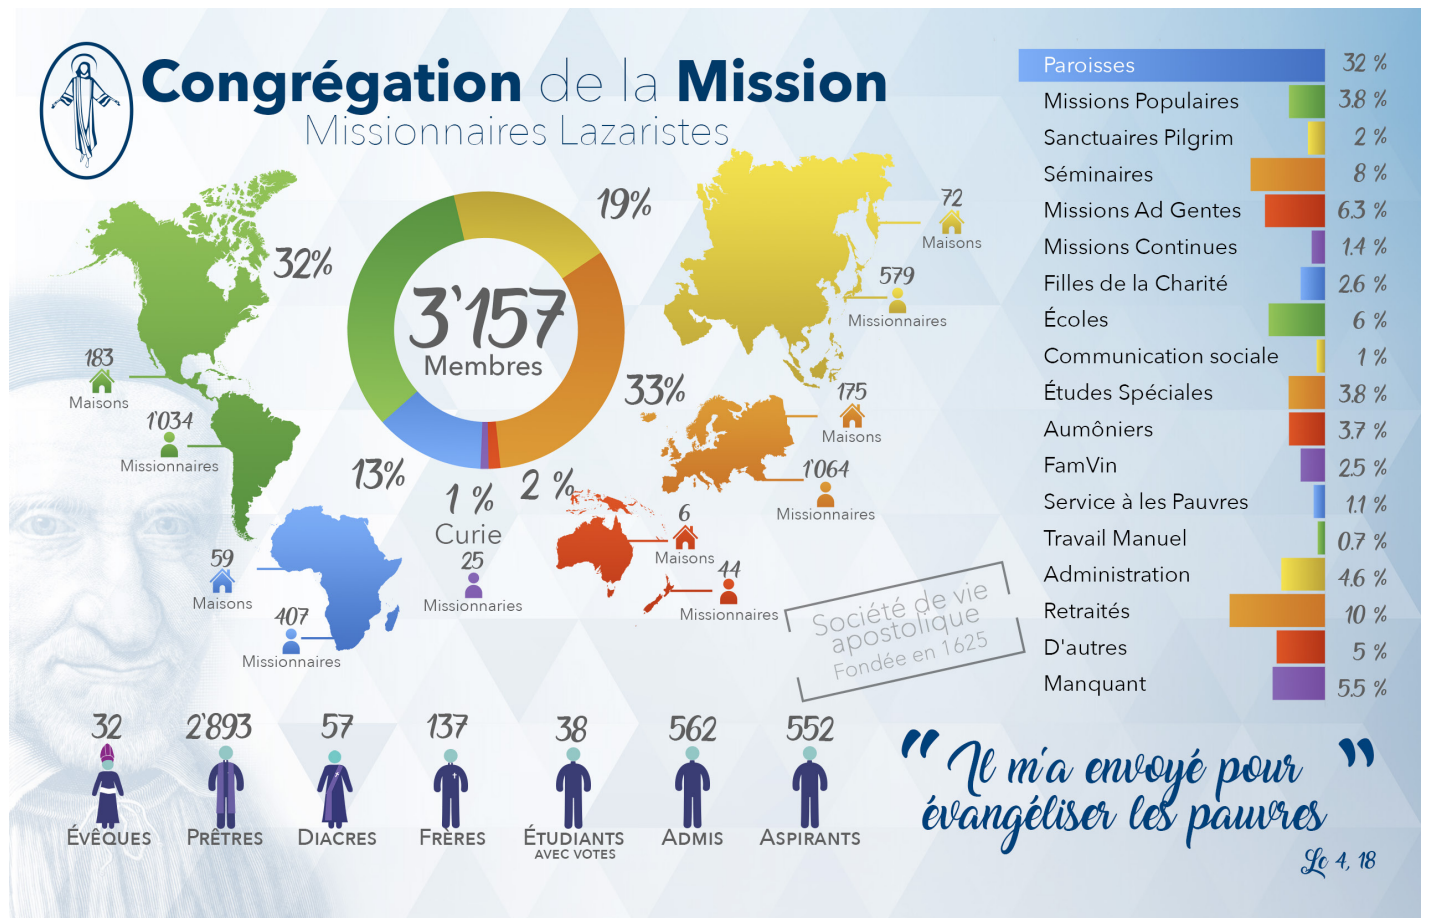 Congrégation de la Mission
Missionnaires Lazaristes
32%
19%
3'157
Membres
33%
13%
1 %
Curie
25
Missionnaries
2 %
183
Maisons
1'034
Missionnaires
72
Maisons
579
Missionnaires
175
Maisons
1'064
Missionnaires
59
Maisons
407
Missionnaires
6
Maisons
44
Missionnaires
Société de vie
apostolique
Fondée en 1625
Paroisses 32 %
Missions Populaires 3.8 %
Sanctuaires Pilgrim 2 %
Séminaires 8 %
Missions Ad Gentes 6.3 %
Missions Continues 1.4 %
Filles de la Charité 2.6 %
Écoles 6 %
Communication sociale 1 %
Études Spéciales 3.8 %
Aumôniers 3.7 %
FamVin 2.5 %
Service à les Pauvres 1.1 %
Travail Manuel 0.7 %
Administration 4.6 %
Retraités 10 %
D'autres 5 %
Manquant 5.5 %
32
ÉVÊQUES
2'893
PRÊTRES
57
DIACRES
137
FRÈRES
38
ÉTUDIANTS
AVEC VOTES
562
ADMIS
552
ASPIRANTS
" Il m'a envoyé pour "
évangéliser les pauvres
Lc 4, 18